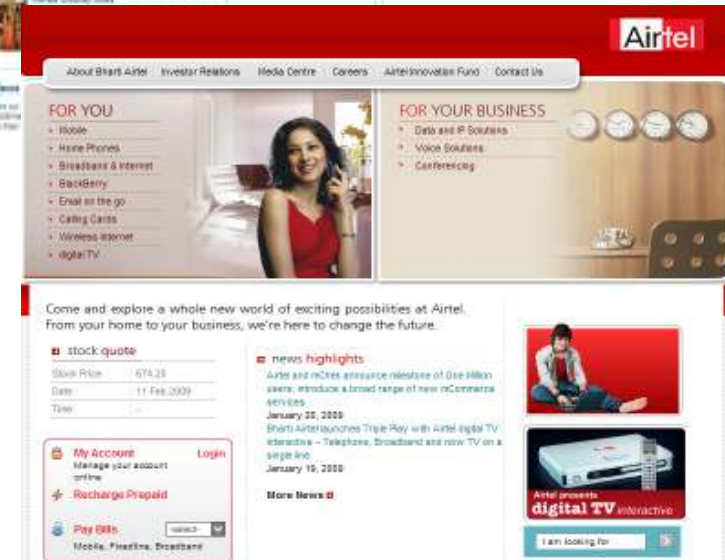 Airtel
About Bharti Airtel Investor Relations Media Centre Careers Airtel Innovation Fund Contact Us
FOR YOU
Mobile
Home Phones
Broadband & Internet
BlackBerry
Email on the go
Calling Cards
Wireless Internet
digital TV
FOR YOUR BUSINESS
Data and IP Solutions
Voice Solutions
Conferencing
Come and explore a whole new world of exciting possibilities at Airtel.
From your home to your business, we're here to change the future.
stock quote
Stock Price 674.20
Date 11 Feb 2009
Time -
My Account Login
Manage your account
online
Recharge Prepaid
Pay Bills -select-
Mobile, Fixedline, Broadband
news highlights
Airtel and mChek announce milestone of One Million
users; introduce a broad range of new mCommerce
services
January 20, 2009
Bharti Airtel launches Triple Play with Airtel digital TV
interactive – Telephone, Broadband and now TV on a
single line
January 19, 2009
More News
Airtel presents
digital TV interactive
I am looking for